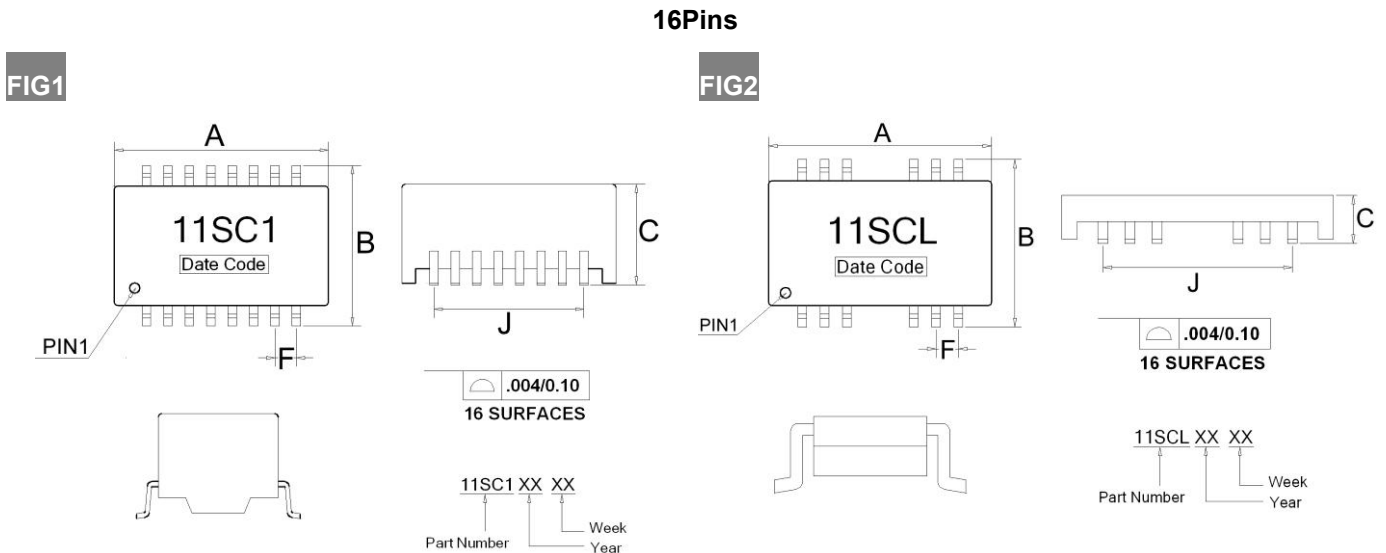 16Pins
FIG1
A
11SC1
Date Code
B
PIN1
F
C
J
.004/0.10
16 SURFACES
11SC1 XX XX
Week
Part Number
Year
FIG2
A
11SCL
Date Code
B
PIN1
F
C
J
.004/0.10
16 SURFACES
11SCL XX XX
Week
Part Number
Year